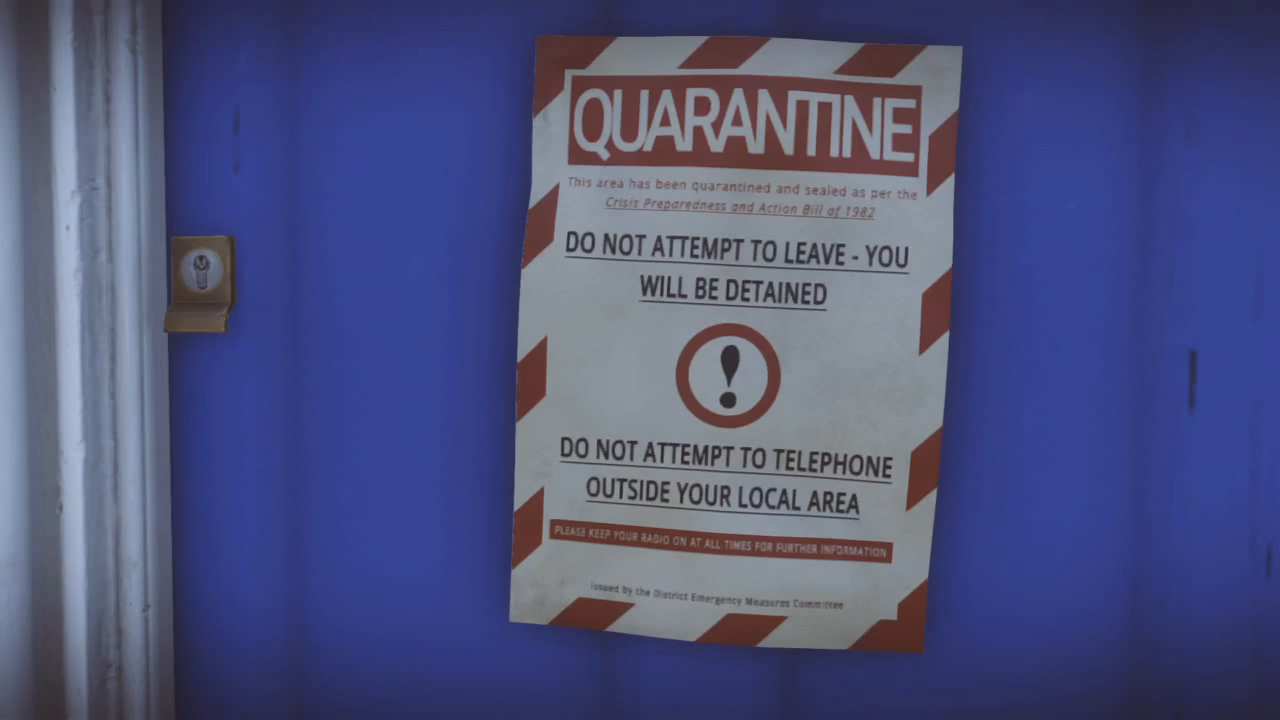 QUARANTINE
This area has been quarantined and sealed as per the
Crisis Preparedness and Action Bill of 1982
DO NOT ATTEMPT TO LEAVE - YOU
WILL BE DETAINED
!
DO NOT ATTEMPT TO TELEPHONE
OUTSIDE YOUR LOCAL AREA
PLEASE KEEP YOUR RADIO ON AT ALL TIMES FOR FURTHER INFORMATION
Issued by the District Emergency Measures Committee